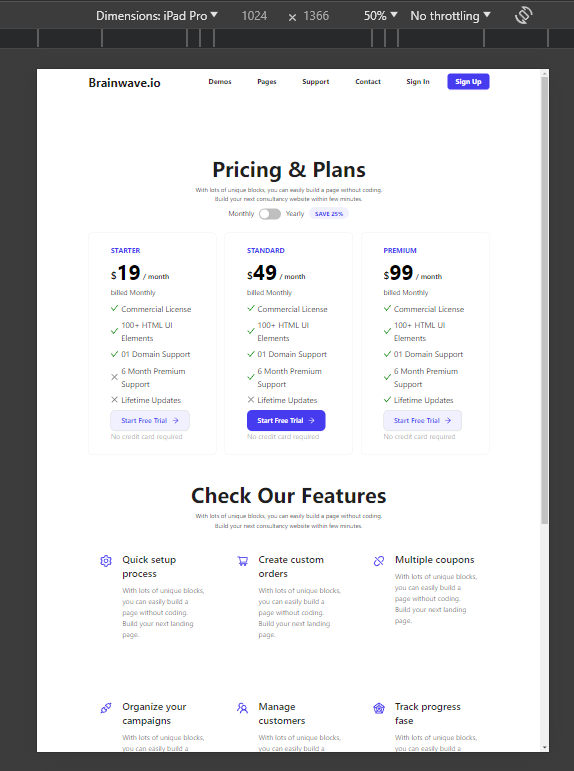 Dimensions: iPad Pro 1024 × 1366 50% No throttling
Brainwave.io Demos Pages Support Contact Sign In Sign Up
Pricing & Plans
With lots of unique blocks, you can easily build a page without coding.
Build your next consultancy website within few minutes.
Monthly Yearly SAVE 25%
STARTER
$19 / month
billed Monthly
Commercial License
100+ HTML UI
Elements
01 Domain Support
6 Month Premium
Support
Lifetime Updates
Start Free Trial
No credit card required
STANDARD
$49 / month
billed Monthly
Commercial License
100+ HTML UI
Elements
01 Domain Support
6 Month Premium
Support
Lifetime Updates
Start Free Trial
No credit card required
PREMIUM
$99 / month
billed Monthly
Commercial License
100+ HTML UI
Elements
01 Domain Support
6 Month Premium
Support
Lifetime Updates
Start Free Trial
No credit card required
Check Our Features
With lots of unique blocks, you can easily build a page without coding.
Build your next consultancy website within few minutes.
Quick setup
process
With lots of unique blocks,
you can easily build a
page without coding.
Build your next landing
page.
Create custom
orders
With lots of unique blocks,
you can easily build a
page without coding.
Build your next landing
page.
Multiple coupons
With lots of unique blocks,
you can easily build a
page without coding.
Build your next landing
page.
Organize your
campaigns
With lots of unique blocks,
you can easily build a
Manage
customers
With lots of unique blocks,
you can easily build a
Track progress
fase
With lots of unique blocks,
you can easily build a